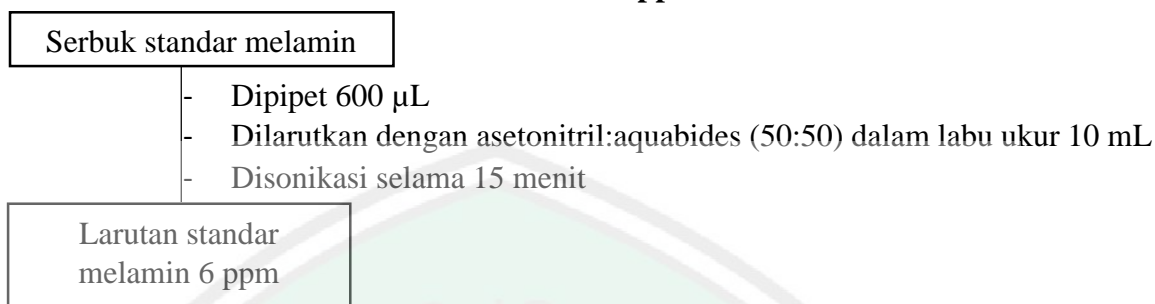 Serbuk standar melamin
- Dipipet 600 µL
- Dilarutkan dengan asetonitril:aquabides (50:50) dalam labu ukur 10 mL
- Disonikasi selama 15 menit
Larutan standar
melamin 6 ppm